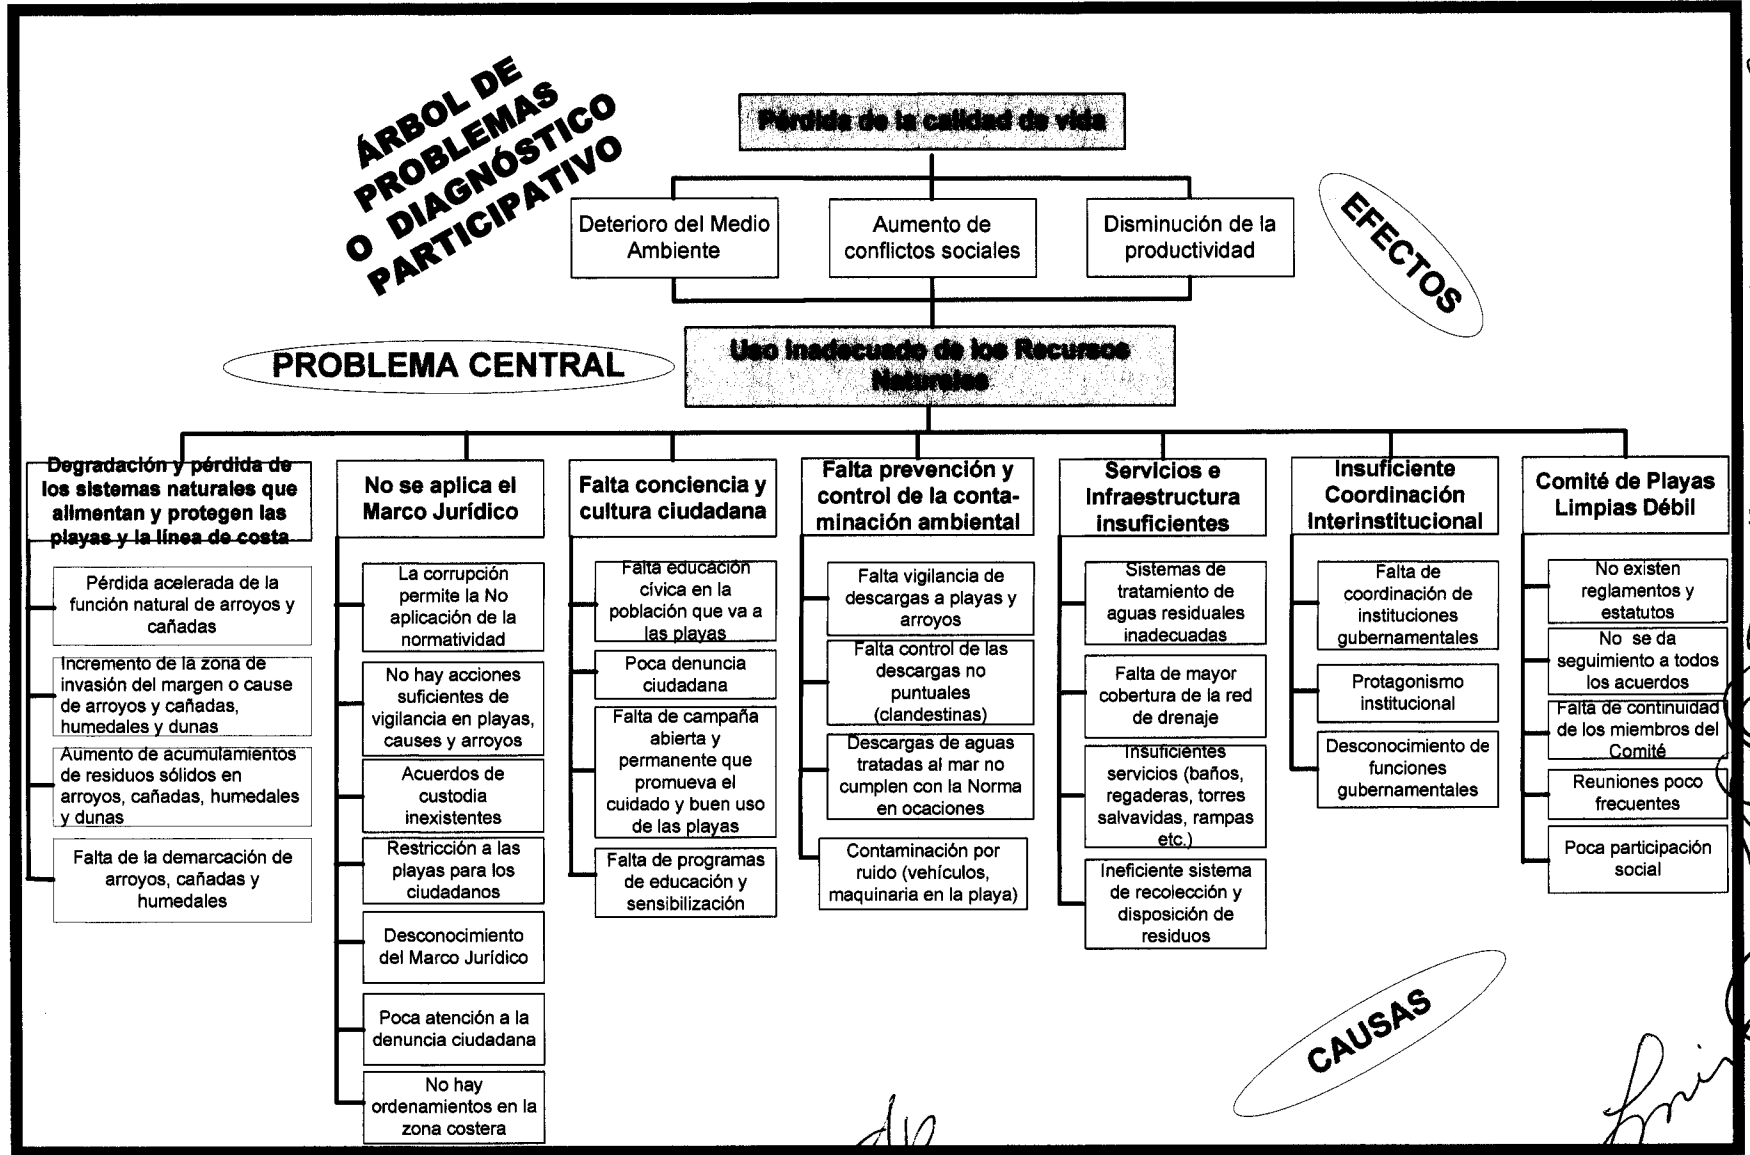 ÁRBOL DE
PROBLEMAS
O DIAGNÓSTICO
PARTICIPATIVO
Pérdida de la calidad de vida
Deterioro del Medio
Ambiente
Aumento de
conflictos sociales
Disminución de la
productividad
EFECTOS
PROBLEMA CENTRAL
Uso Inadecuado de los Recursos
Naturales
Degradación y pérdida de
los sistemas naturales que
alimentan y protegen las
playas y la línea de costa
Pérdida acelerada de la
función natural de arroyos y
cañadas
Incremento de la zona de
invasión del margen o cause
de arroyos y cañadas,
humedales y dunas
Aumento de acumulamientos
de residuos sólidos en
arroyos, cañadas, humedales
y dunas
Falta de la demarcación de
arroyos, cañadas y
humedales
No se aplica el
Marco Jurídico
La corrupción
permite la No
aplicación de la
normatividad
No hay acciones
suficientes de
vigilancia en playas,
causes y arroyos
Acuerdos de
custodia
inexistentes
Restricción a las
playas para los
ciudadanos
Desconocimiento
del Marco Jurídico
Poca atención a la
denuncia ciudadana
No hay
ordenamientos en la
zona costera
Falta conciencia y
cultura ciudadana
Falta educación
cívica en la
población que va a
las playas
Poca denuncia
ciudadana
Falta de campaña
abierta y
permanente que
promueva el
cuidado y buen uso
de las playas
Falta de programas
de educación y
sensibilización
Falta prevención y
control de la conta-
minación ambiental
Falta vigilancia de
descargas a playas y
arroyos
Falta control de las
descargas no
puntuales
(clandestinas)
Descargas de aguas
tratadas al mar no
cumplen con la Norma
en ocaciones
Contaminación por
ruido (vehículos,
maquinaria en la playa)
Servicios e
Infraestructura
insuficientes
Sistemas de
tratamiento de
aguas residuales
inadecuadas
Falta de mayor
cobertura de la red
de drenaje
Insuficientes
servicios (baños,
regaderas, torres
salvavidas, rampas
etc.)
Ineficiente sistema
de recolección y
disposición de
residuos
Insuficiente
Coordinación
Interinstitucional
Falta de
coordinación de
instituciones
gubernamentales
Protagonismo
institucional
Desconocimiento de
funciones
gubernamentales
Comité de Playas
Limpias Débil
No existen
reglamentos y
estatutos
No se da
seguimiento a todos
los acuerdos
Falta de continuidad
de los miembros del
Comité
Reuniones poco
frecuentes
Poca participación
social
CAUSAS